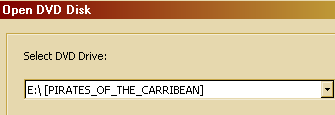 Open DVD Disk
Select DVD Drive:
E:\ [PIRATES_OF_THE_CARRIBEAN]